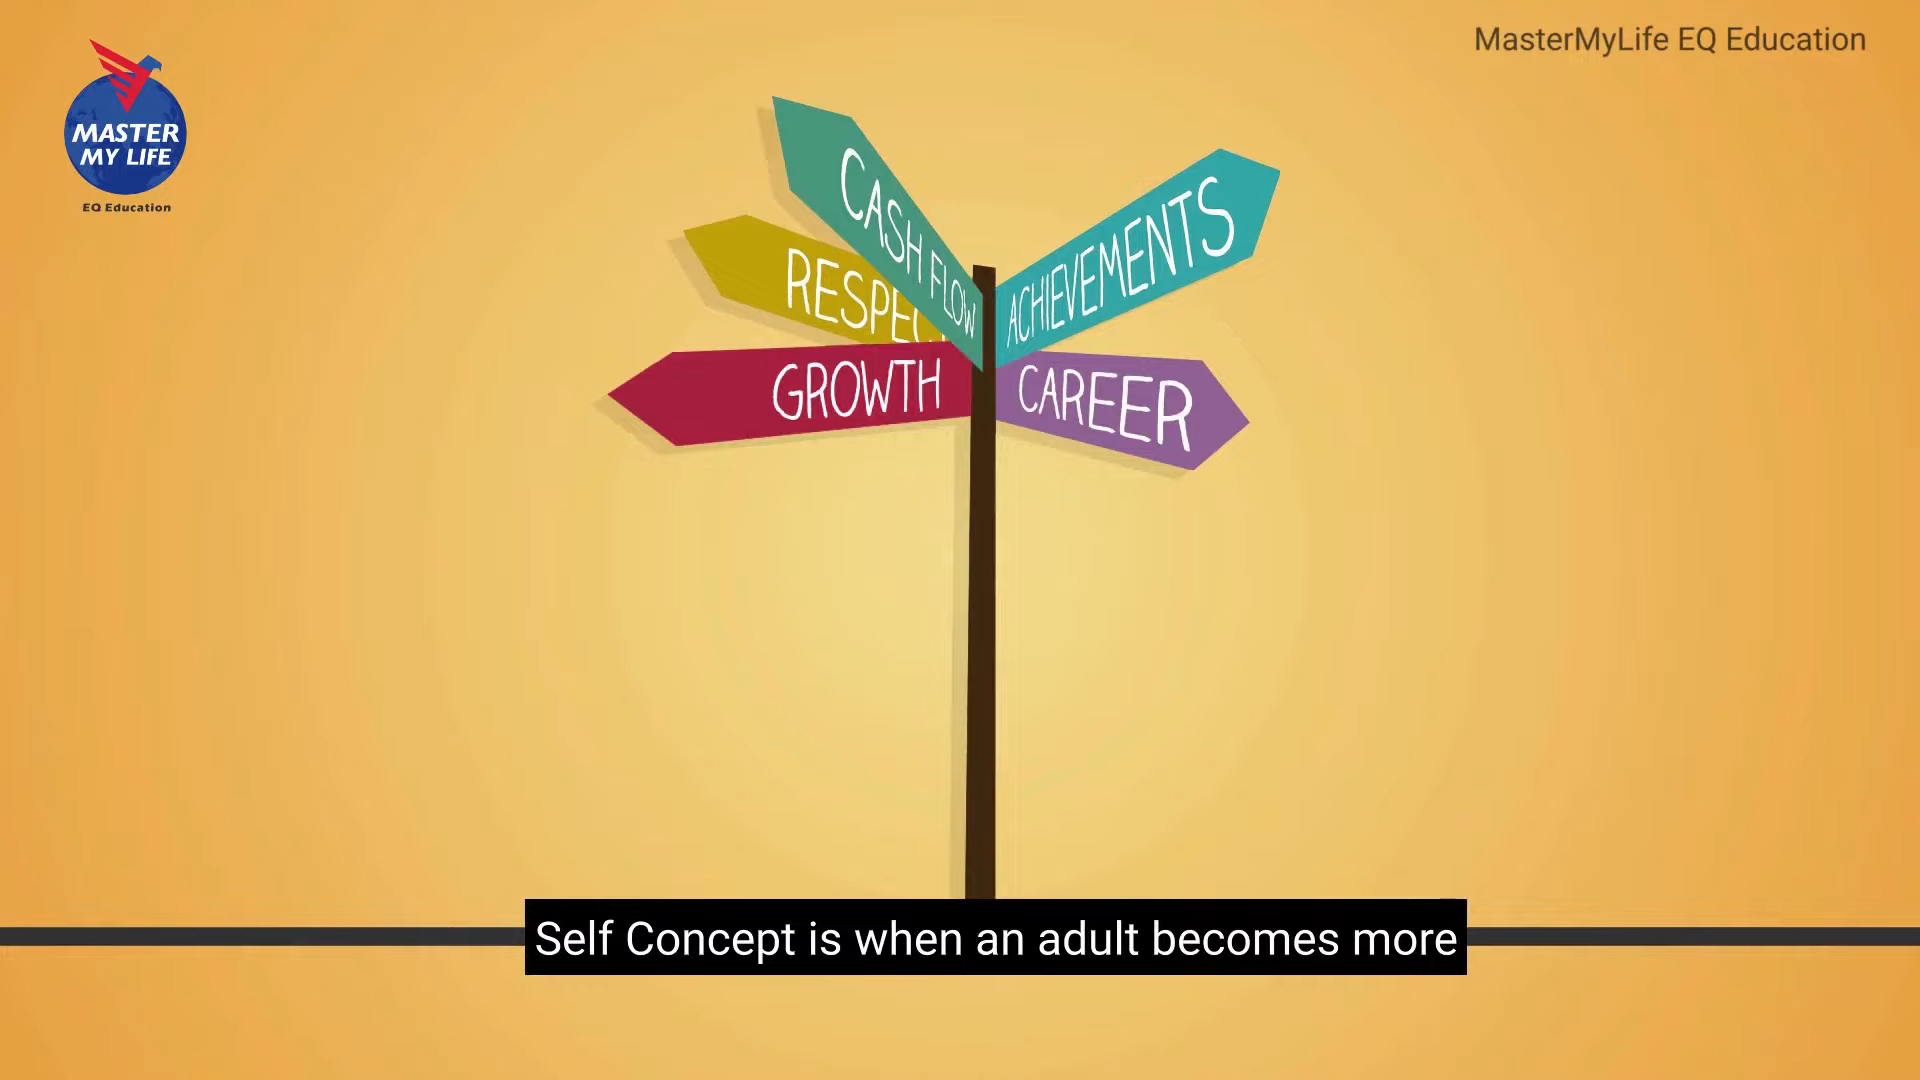 MasterMyLife EQ Education
MASTER
MY LIFE
EQ Education
CASH FLOW
ACHIEVEMENTS
GROWTH
CAREER
Self Concept is when an adult becomes more